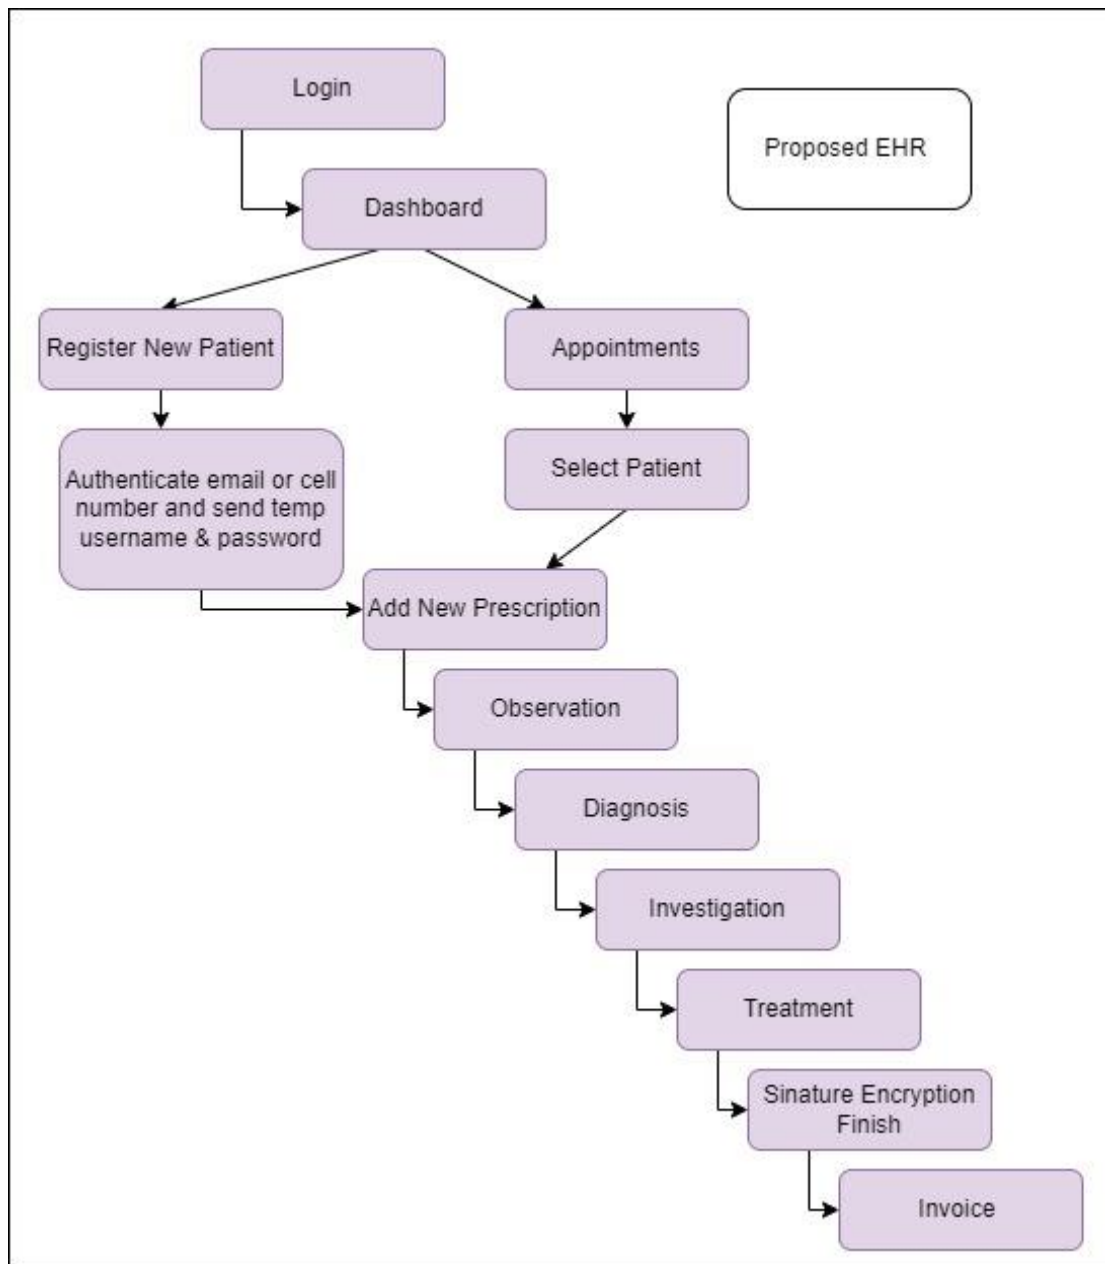 Login
Proposed EHR
Dashboard
Register New Patient
Appointments
Authenticate email or cell
number and send temp
username & password
Select Patient
Add New Prescription
Observation
Diagnosis
Investigation
Treatment
Sinature Encryption
Finish
Invoice